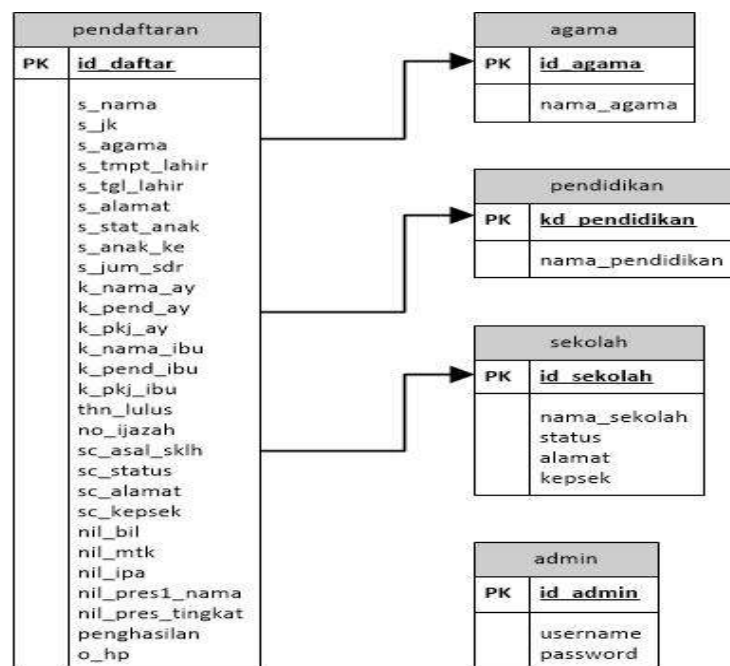 pendaftaran
PK id_daftar
s_nama
s_jk
s_agama
s_tmpt_lahir
s_tgl_lahir
s_alamat
s_stat_anak
s_anak_ke
s_jum_sdr
k_nama_ay
k_pend_ay
k_pkj_ay
k_nama_ibu
k_pend_ibu
k_pkj_ibu
thn_lulus
no_ijazah
sc_asal_sklh
sc_status
sc_alamat
sc_kepsek
nil_bil
nil_mtk
nil_ipa
nil_pres1_nama
nil_pres_tingkat
penghasilan
o_hp
agama
PK id_agama
nama_agama
pendidikan
PK kd_pendidikan
nama_pendidikan
sekolah
PK id_sekolah
nama_sekolah
status
alamat
kepsek
admin
PK id_admin
username
password